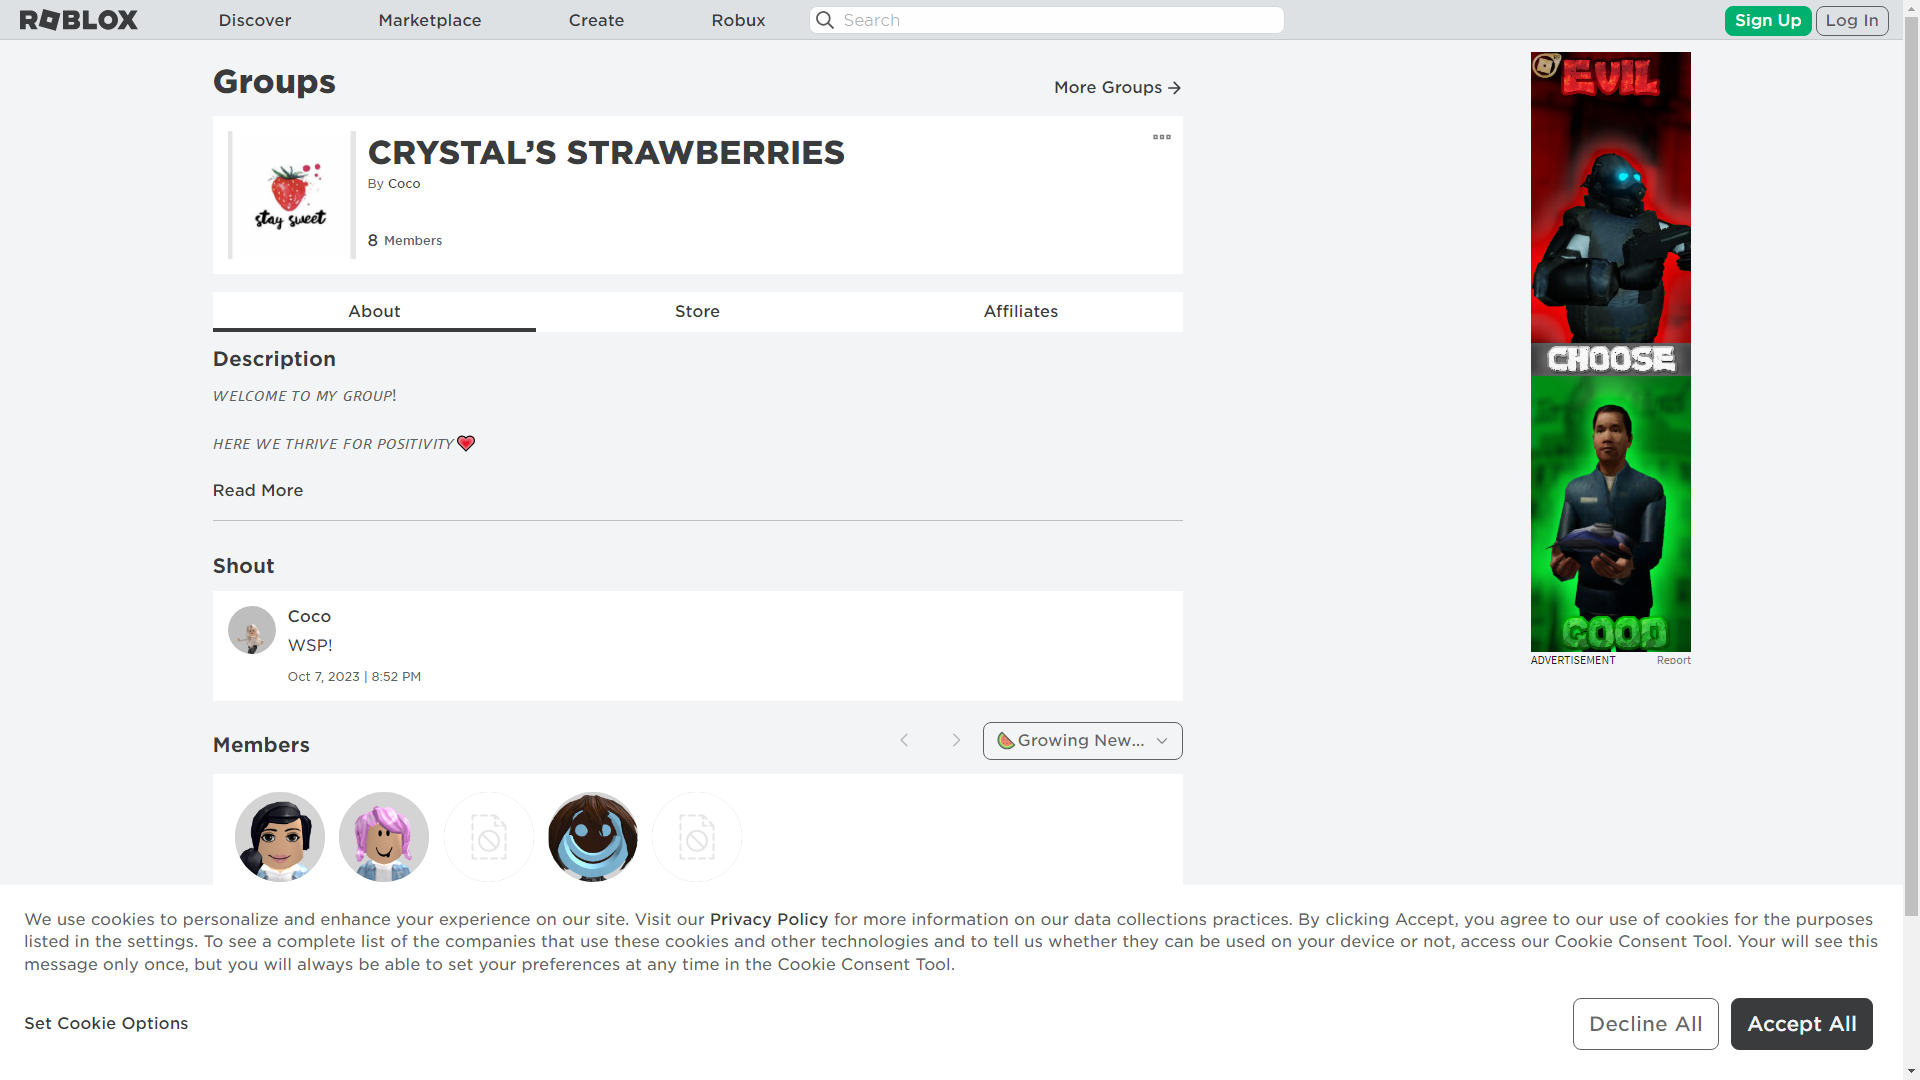 ROBLOX
Discover
Marketplace
Create
Robux
Search
Sign Up
Log In
Groups
More Groups
stay sweet
CRYSTAL’S STRAWBERRIES
By Coco
8 Members
About
Store
Affiliates
Description
WELCOME TO MY GROUP!
HERE WE THRIVE FOR POSITIVITY
Read More
Shout
Coco
WSP!
Oct 7, 2023 | 8:52 PM
Members
Growing New...
EVIL
CHOOSE
GOOD
ADVERTISEMENT
Report
We use cookies to personalize and enhance your experience on our site. Visit our Privacy Policy for more information on our data collections practices. By clicking Accept, you agree to our use of cookies for the purposes
listed in the settings. To see a complete list of the companies that use these cookies and other technologies and to tell us whether they can be used on your device or not, access our Cookie Consent Tool. Your will see this
message only once, but you will always be able to set your preferences at any time in the Cookie Consent Tool.
Set Cookie Options
Decline All
Accept All